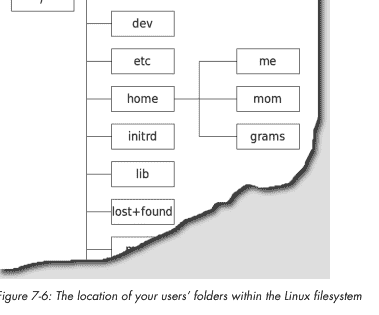 dev
etc
me
home
mom
initrd
grams
lib
lost+found
Figure 7-6: The location of your users’ folders within the Linux filesystem